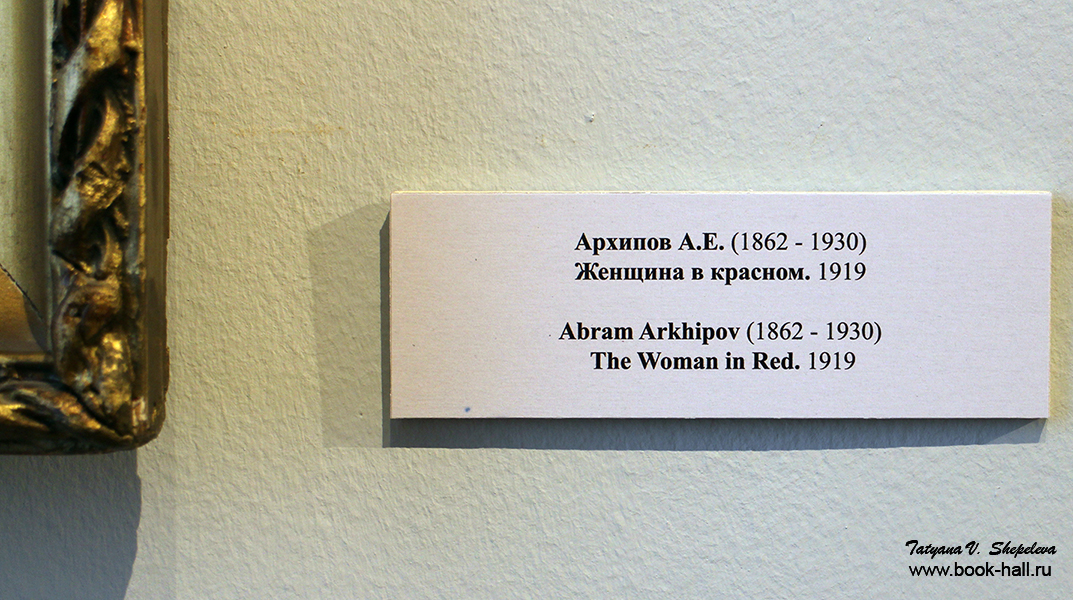 Архипов А.Е. (1862 - 1930)
Женщина в красном. 1919
Abram Arkhipov (1862 - 1930)
The Woman in Red. 1919
Tatyana V. Shepeleva
www.book-hall.ru